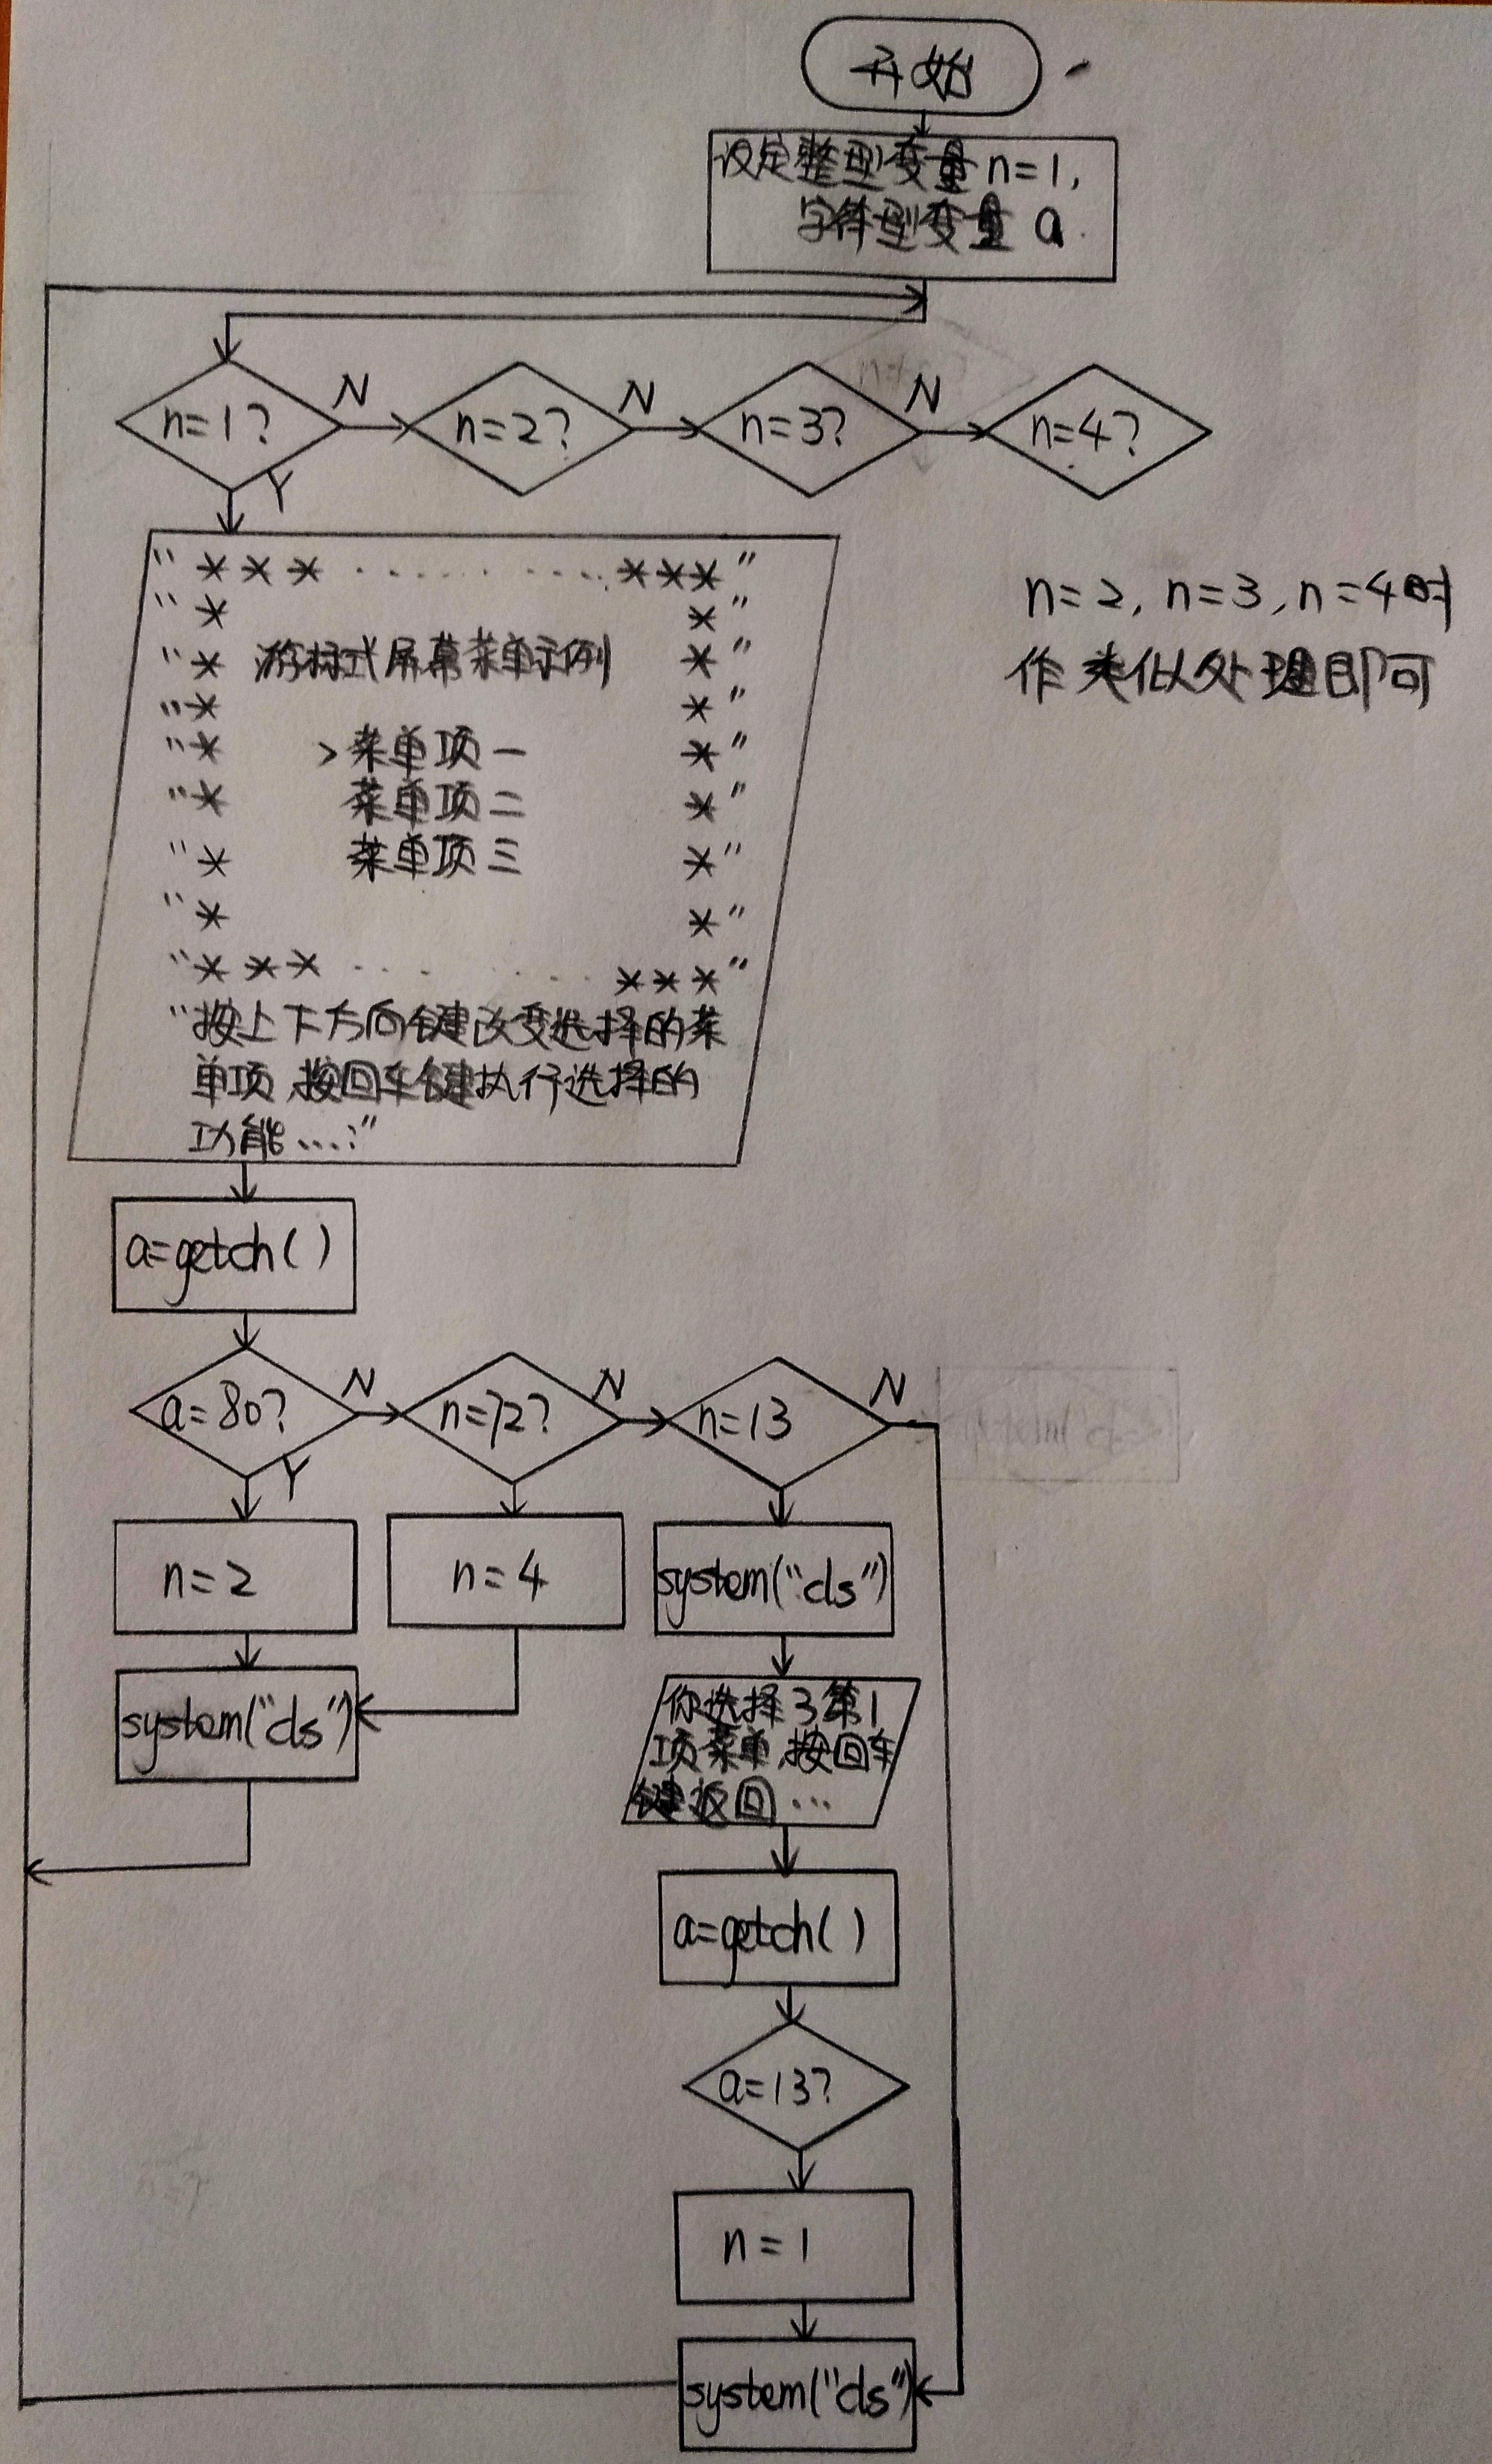 开始
设定整型变量n=1,
字符型变量 a.
n=1?
N
n=2?
N
n=3?
N
n=4?
Y
"*** .......... ***"
"* *"
"* 游标式屏幕菜单示例 *"
"* *"
"* >菜单项一 *"
"* 菜单项二 *"
"* 菜单项三 *"
"* *"
"*** .......... ***"
"按上下方向键改变选择的菜
单项,按回车键执行选择的
功能...:"
n=2, n=3, n=4时
作类似处理即可
a=getch()
a=80?
N
n=72?
N
n=13
N
Y
n=2
n=4
system("cls")
system("cls")
你选择了第1
项菜单,按回车
键返回...
a=getch()
a=13?
n=1
system("cls")